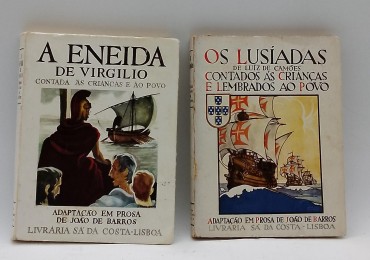 A ENEIDA
DE VIRGILIO
CONTADA ÀS CRIANÇAS E AO POVO
ADAPTAÇÃO EM PROSA
DE JOÃO DE BARROS
LIVRARIA SÁ DA COSTA-LISBOA
OS LUSÍADAS
DE LUIZ DE CAMÕES
CONTADOS ÀS CRIANÇAS
E LEMBRADOS AO POVO
ADAPTAÇÃO EM PROSA DE JOÃO DE BARROS
LIVRARIA SÁ DA COSTA-LISBOA